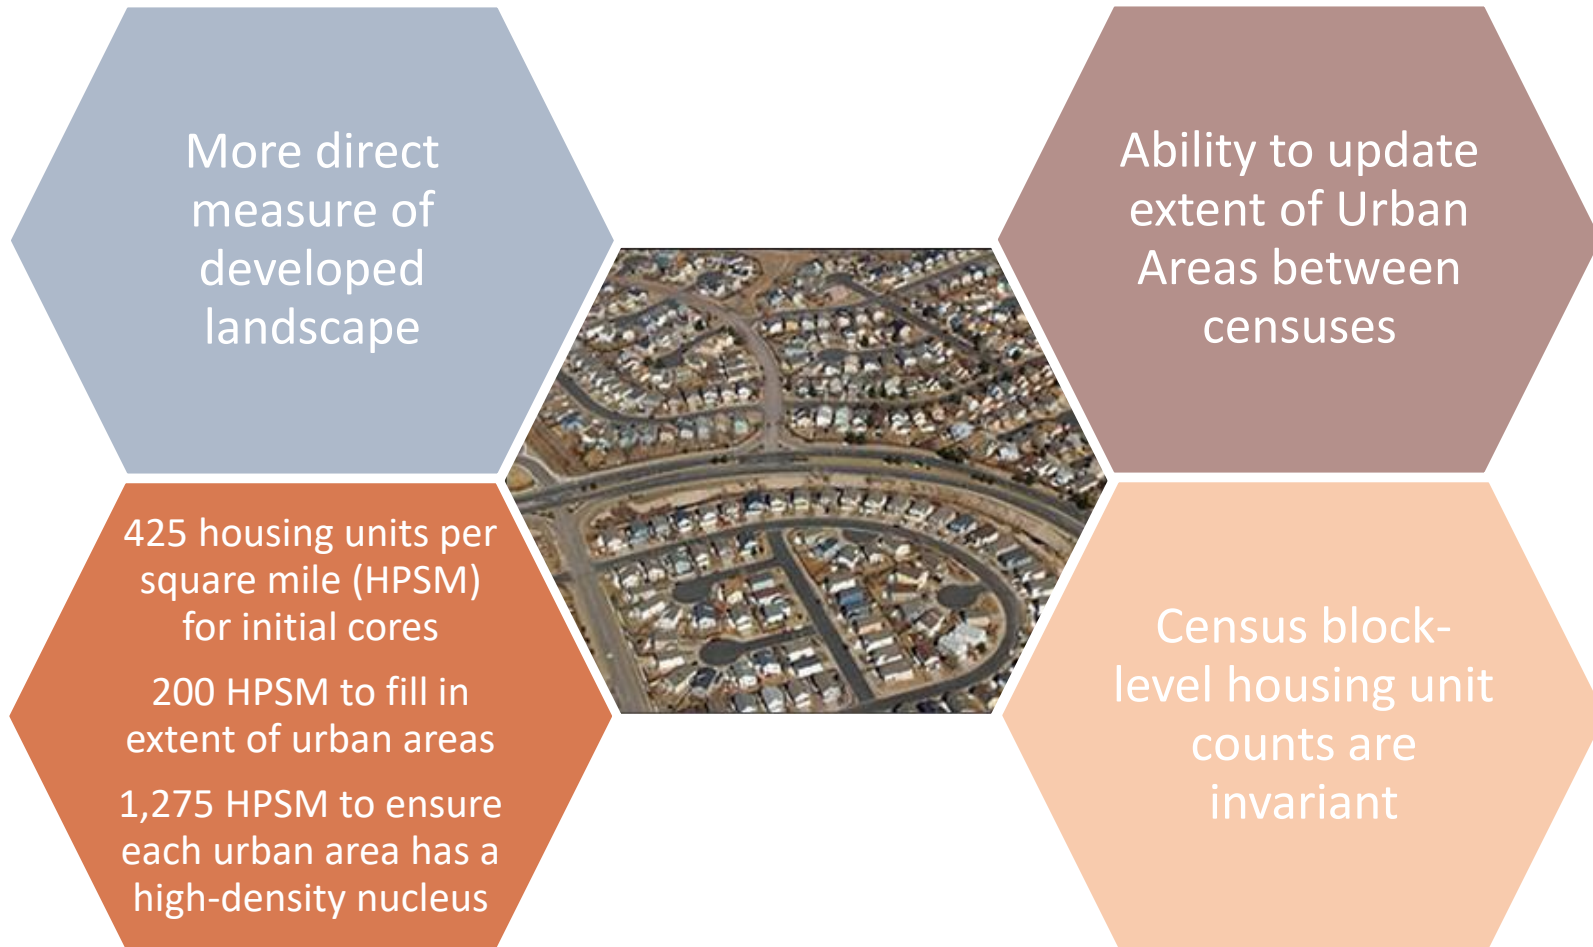 More direct
measure of
developed
landscape
Ability to update
extent of Urban
Areas between
censuses
425 housing units per
square mile (HPSM)
for initial cores
200 HPSM to fill in
extent of urban areas
1,275 HPSM to ensure
each urban area has a
high-density nucleus
Census block-
level housing unit
counts are
invariant